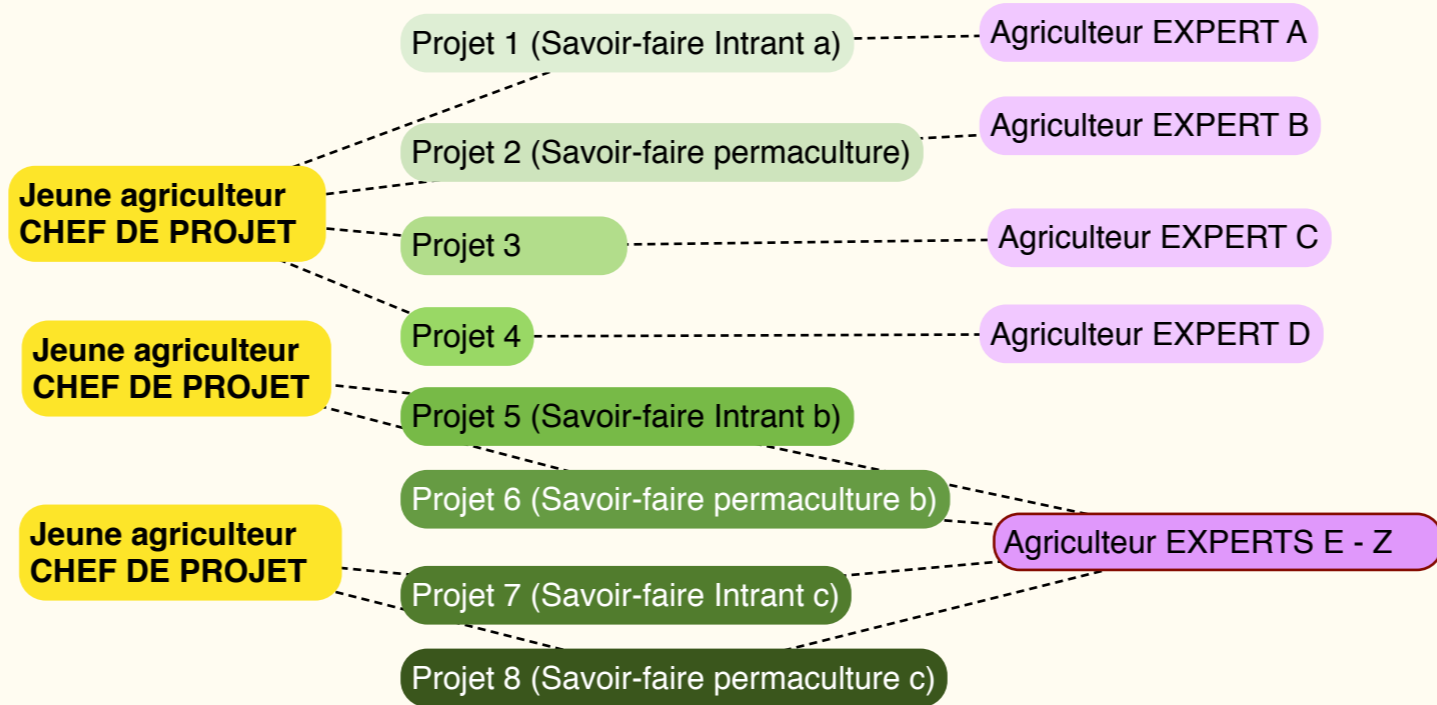 Projet 1 (Savoir-faire Intrant a)
Agriculteur EXPERT A
Projet 2 (Savoir-faire permaculture)
Agriculteur EXPERT B
Jeune agriculteur
CHEF DE PROJET
Projet 3
Agriculteur EXPERT C
Projet 4
Agriculteur EXPERT D
Jeune agriculteur
CHEF DE PROJET
Projet 5 (Savoir-faire Intrant b)
Projet 6 (Savoir-faire permaculture b)
Jeune agriculteur
CHEF DE PROJET
Agriculteur EXPERTS E - Z
Projet 7 (Savoir-faire Intrant c)
Projet 8 (Savoir-faire permaculture c)